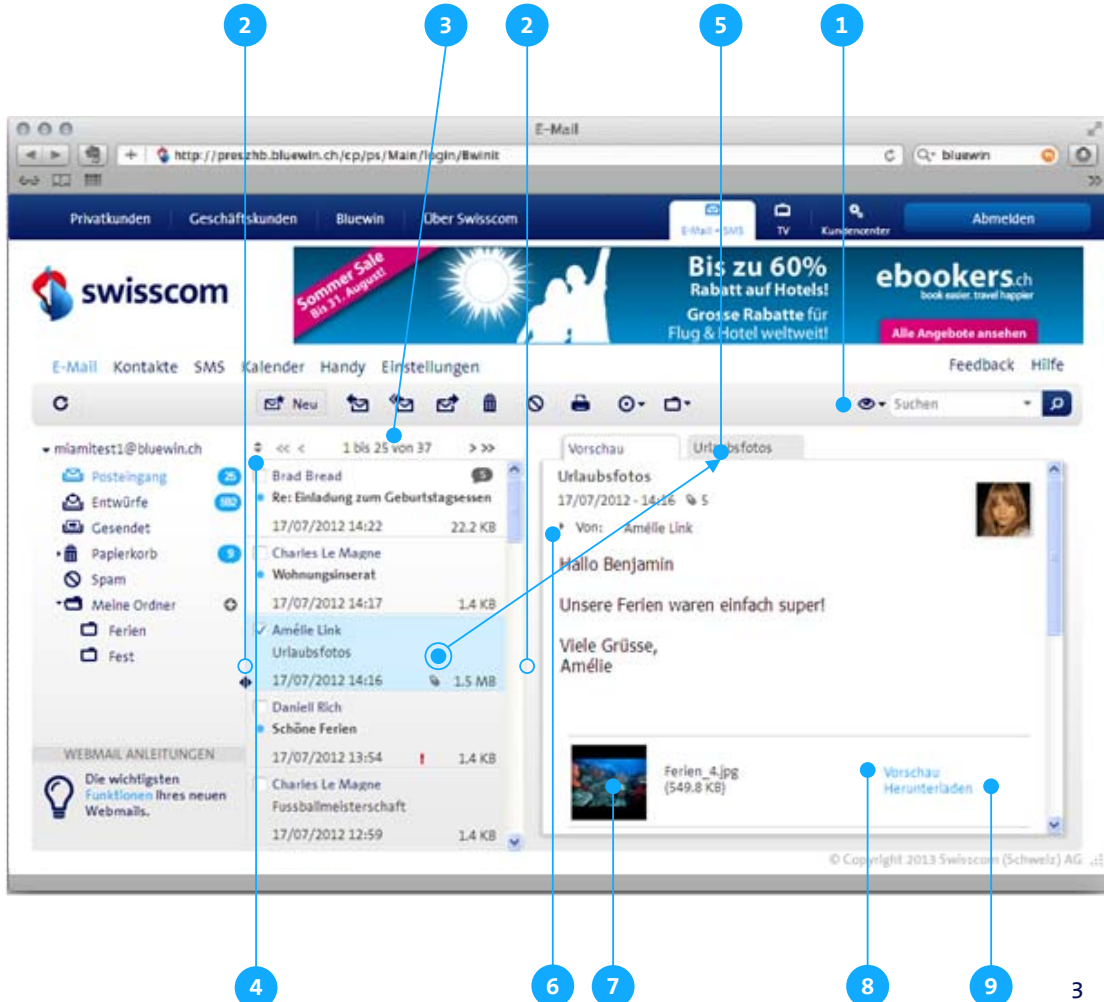 2 3 2 5 1
E-Mail
http://preszhb.bluewin.ch/cp/ps/Main/login/Bwinit
bluewin
Privatkunden Geschäftskunden Bluewin Über Swisscom
E-Mail + SMS TV Kundencenter Abmelden
swisscom
Sommer Sale
Bis 31. August!
Bis zu 60%
Rabatt auf Hotels!
Grosse Rabatte für
Flug & Hotel weltweit!
ebookers.ch
book easier. travel happier
Alle Angebote ansehen
E-Mail Kontakte SMS Kalender Handy Einstellungen
Feedback Hilfe
Neu
Suchen
miamitest1@bluewin.ch
Posteingang 25
Entwürfe 502
Gesendet
Papierkorb 9
Spam
Meine Ordner
Ferien
Fest
WEBMAIL ANLEITUNGEN
Die wichtigsten
Funktionen Ihres neuen
Webmails.
<< < 1 bis 25 von 37 > >>
Brad Bread 5
Re: Einladung zum Geburtstagsessen
17/07/2012 14:22 22.2 KB
Charles Le Magne
Wohnungsinserat
17/07/2012 14:17 1.4 KB
Amélie Link
Urlaubsfotos
17/07/2012 14:16 1.5 MB
Daniell Rich
Schöne Ferien
17/07/2012 13:54 ! 1.4 KB
Charles Le Magne
Fussballmeisterschaft
17/07/2012 12:59 1.4 KB
Vorschau Urlaubsfotos
Urlaubsfotos
17/07/2012 - 14:16 5
Von: Amélie Link
Hallo Benjamin
Unsere Ferien waren einfach super!
Viele Grüsse,
Amélie
Ferien_4.jpg
(549.8 KB)
Vorschau
Herunterladen
© Copyright 2013 Swisscom (Schweiz) AG
4 6 7 8 9
3